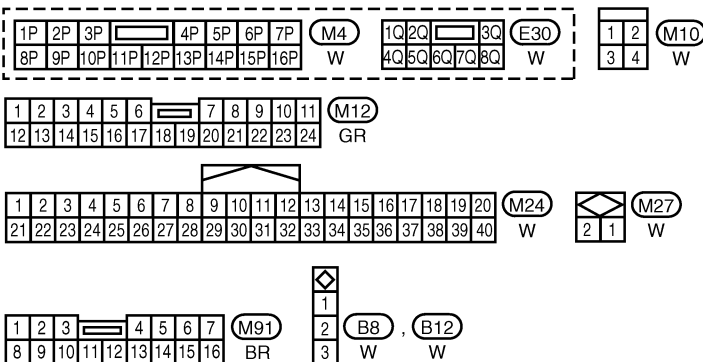 1P 2P 3P 4P 5P 6P 7P M4 1Q 2Q 3Q E30 1 2 M10
8P 9P 10P 11P 12P 13P 14P 15P 16P W 4Q 5Q 6Q 7Q 8Q W 3 4 W
1 2 3 4 5 6 7 8 9 10 11 M12
12 13 14 15 16 17 18 19 20 21 22 23 24 GR
1 2 3 4 5 6 7 8 9 10 11 12 13 14 15 16 17 18 19 20 M24 M27
21 22 23 24 25 26 27 28 29 30 31 32 33 34 35 36 37 38 39 40 W 2 1 W
1
1 2 3 4 5 6 7 M91 2 B8 , B12
8 9 10 11 12 13 14 15 16 BR 3 W W